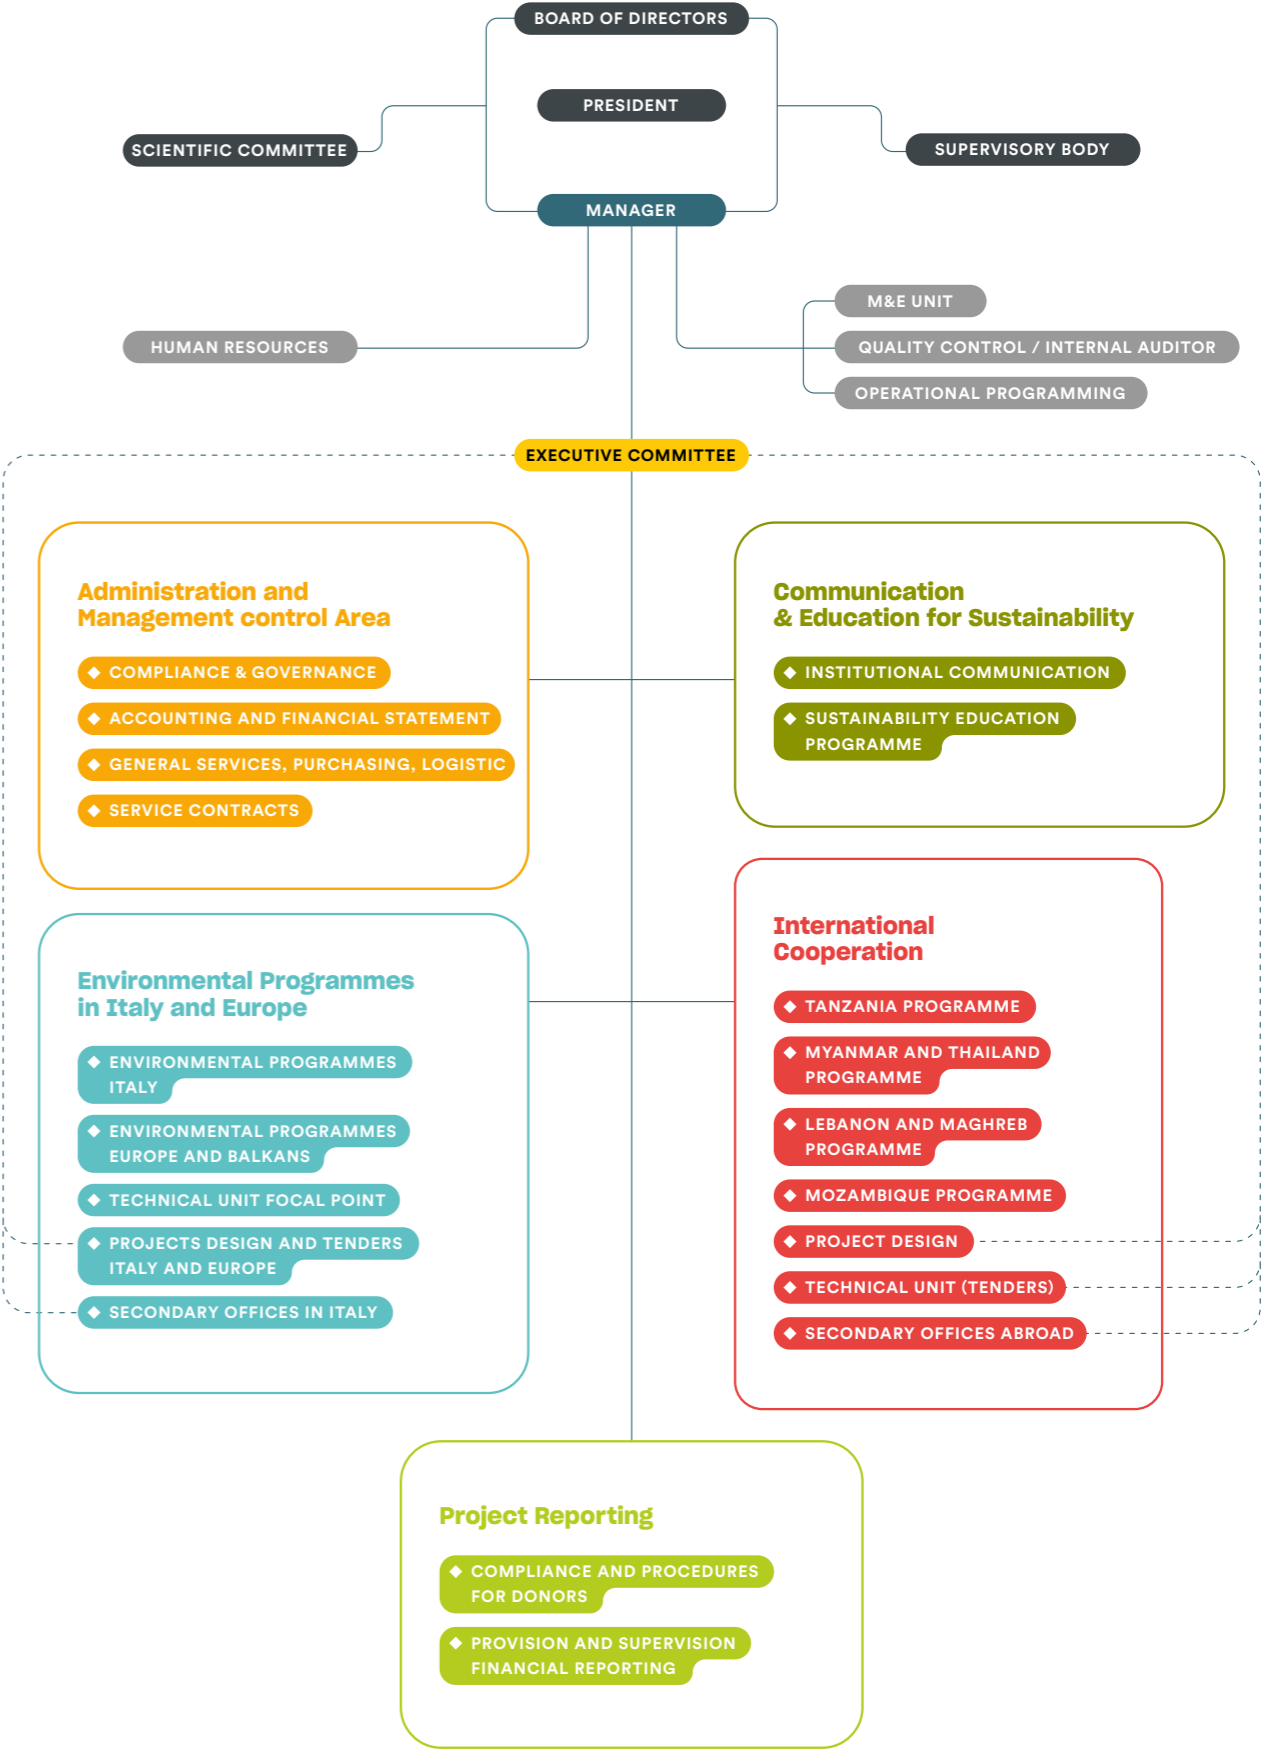 BOARD OF DIRECTORS
PRESIDENT
SCIENTIFIC COMMITTEE
SUPERVISORY BODY
MANAGER
M&E UNIT
HUMAN RESOURCES
QUALITY CONTROL / INTERNAL AUDITOR
OPERATIONAL PROGRAMMING
EXECUTIVE COMMITTEE
Administration and
Management control Area
COMPLIANCE & GOVERNANCE
ACCOUNTING AND FINANCIAL STATEMENT
GENERAL SERVICES, PURCHASING, LOGISTIC
SERVICE CONTRACTS
Communication
& Education for Sustainability
INSTITUTIONAL COMMUNICATION
SUSTAINABILITY EDUCATION
PROGRAMME
Environmental Programmes
in Italy and Europe
ENVIRONMENTAL PROGRAMMES
ITALY
ENVIRONMENTAL PROGRAMMES
EUROPE AND BALKANS
TECHNICAL UNIT FOCAL POINT
PROJECTS DESIGN AND TENDERS
ITALY AND EUROPE
SECONDARY OFFICES IN ITALY
International
Cooperation
TANZANIA PROGRAMME
MYANMAR AND THAILAND
PROGRAMME
LEBANON AND MAGHREB
PROGRAMME
MOZAMBIQUE PROGRAMME
PROJECT DESIGN
TECHNICAL UNIT (TENDERS)
SECONDARY OFFICES ABROAD
Project Reporting
COMPLIANCE AND PROCEDURES
FOR DONORS
PROVISION AND SUPERVISION
FINANCIAL REPORTING